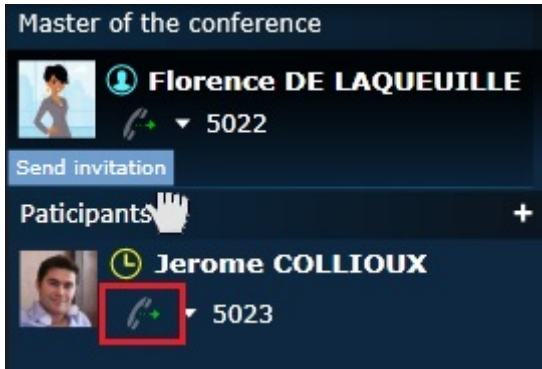 Master of the conference
Florence DE LAQUEUILLE
5022
Send invitation
Paticipants
+
Jerome COLLIOUX
5023